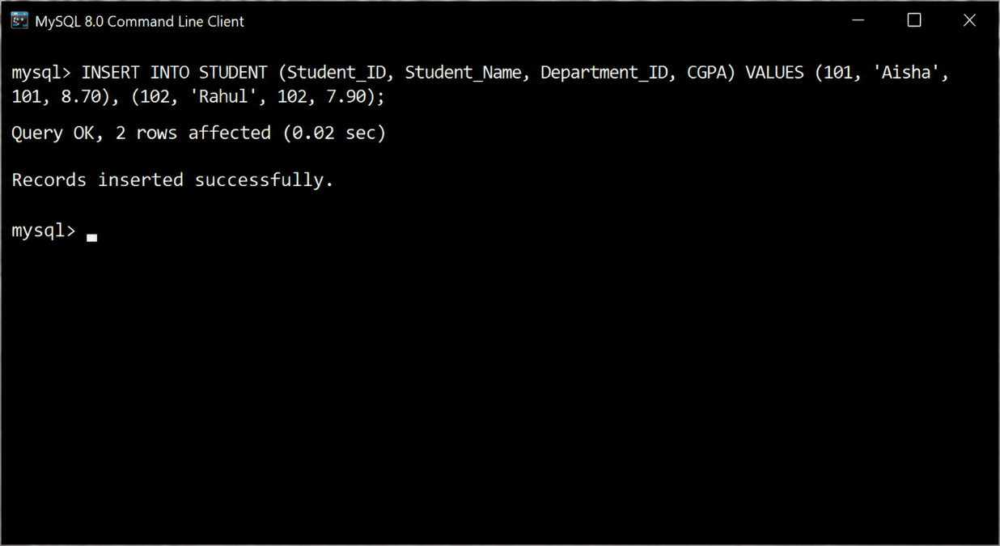 MySQL 8.0 Command Line Client
mysql> INSERT INTO STUDENT (Student_ID, Student_Name, Department_ID, CGPA) VALUES (101, 'Aisha',
101, 8.70), (102, 'Rahul', 102, 7.90);
Query OK, 2 rows affected (0.02 sec)
Records inserted successfully.
mysql>